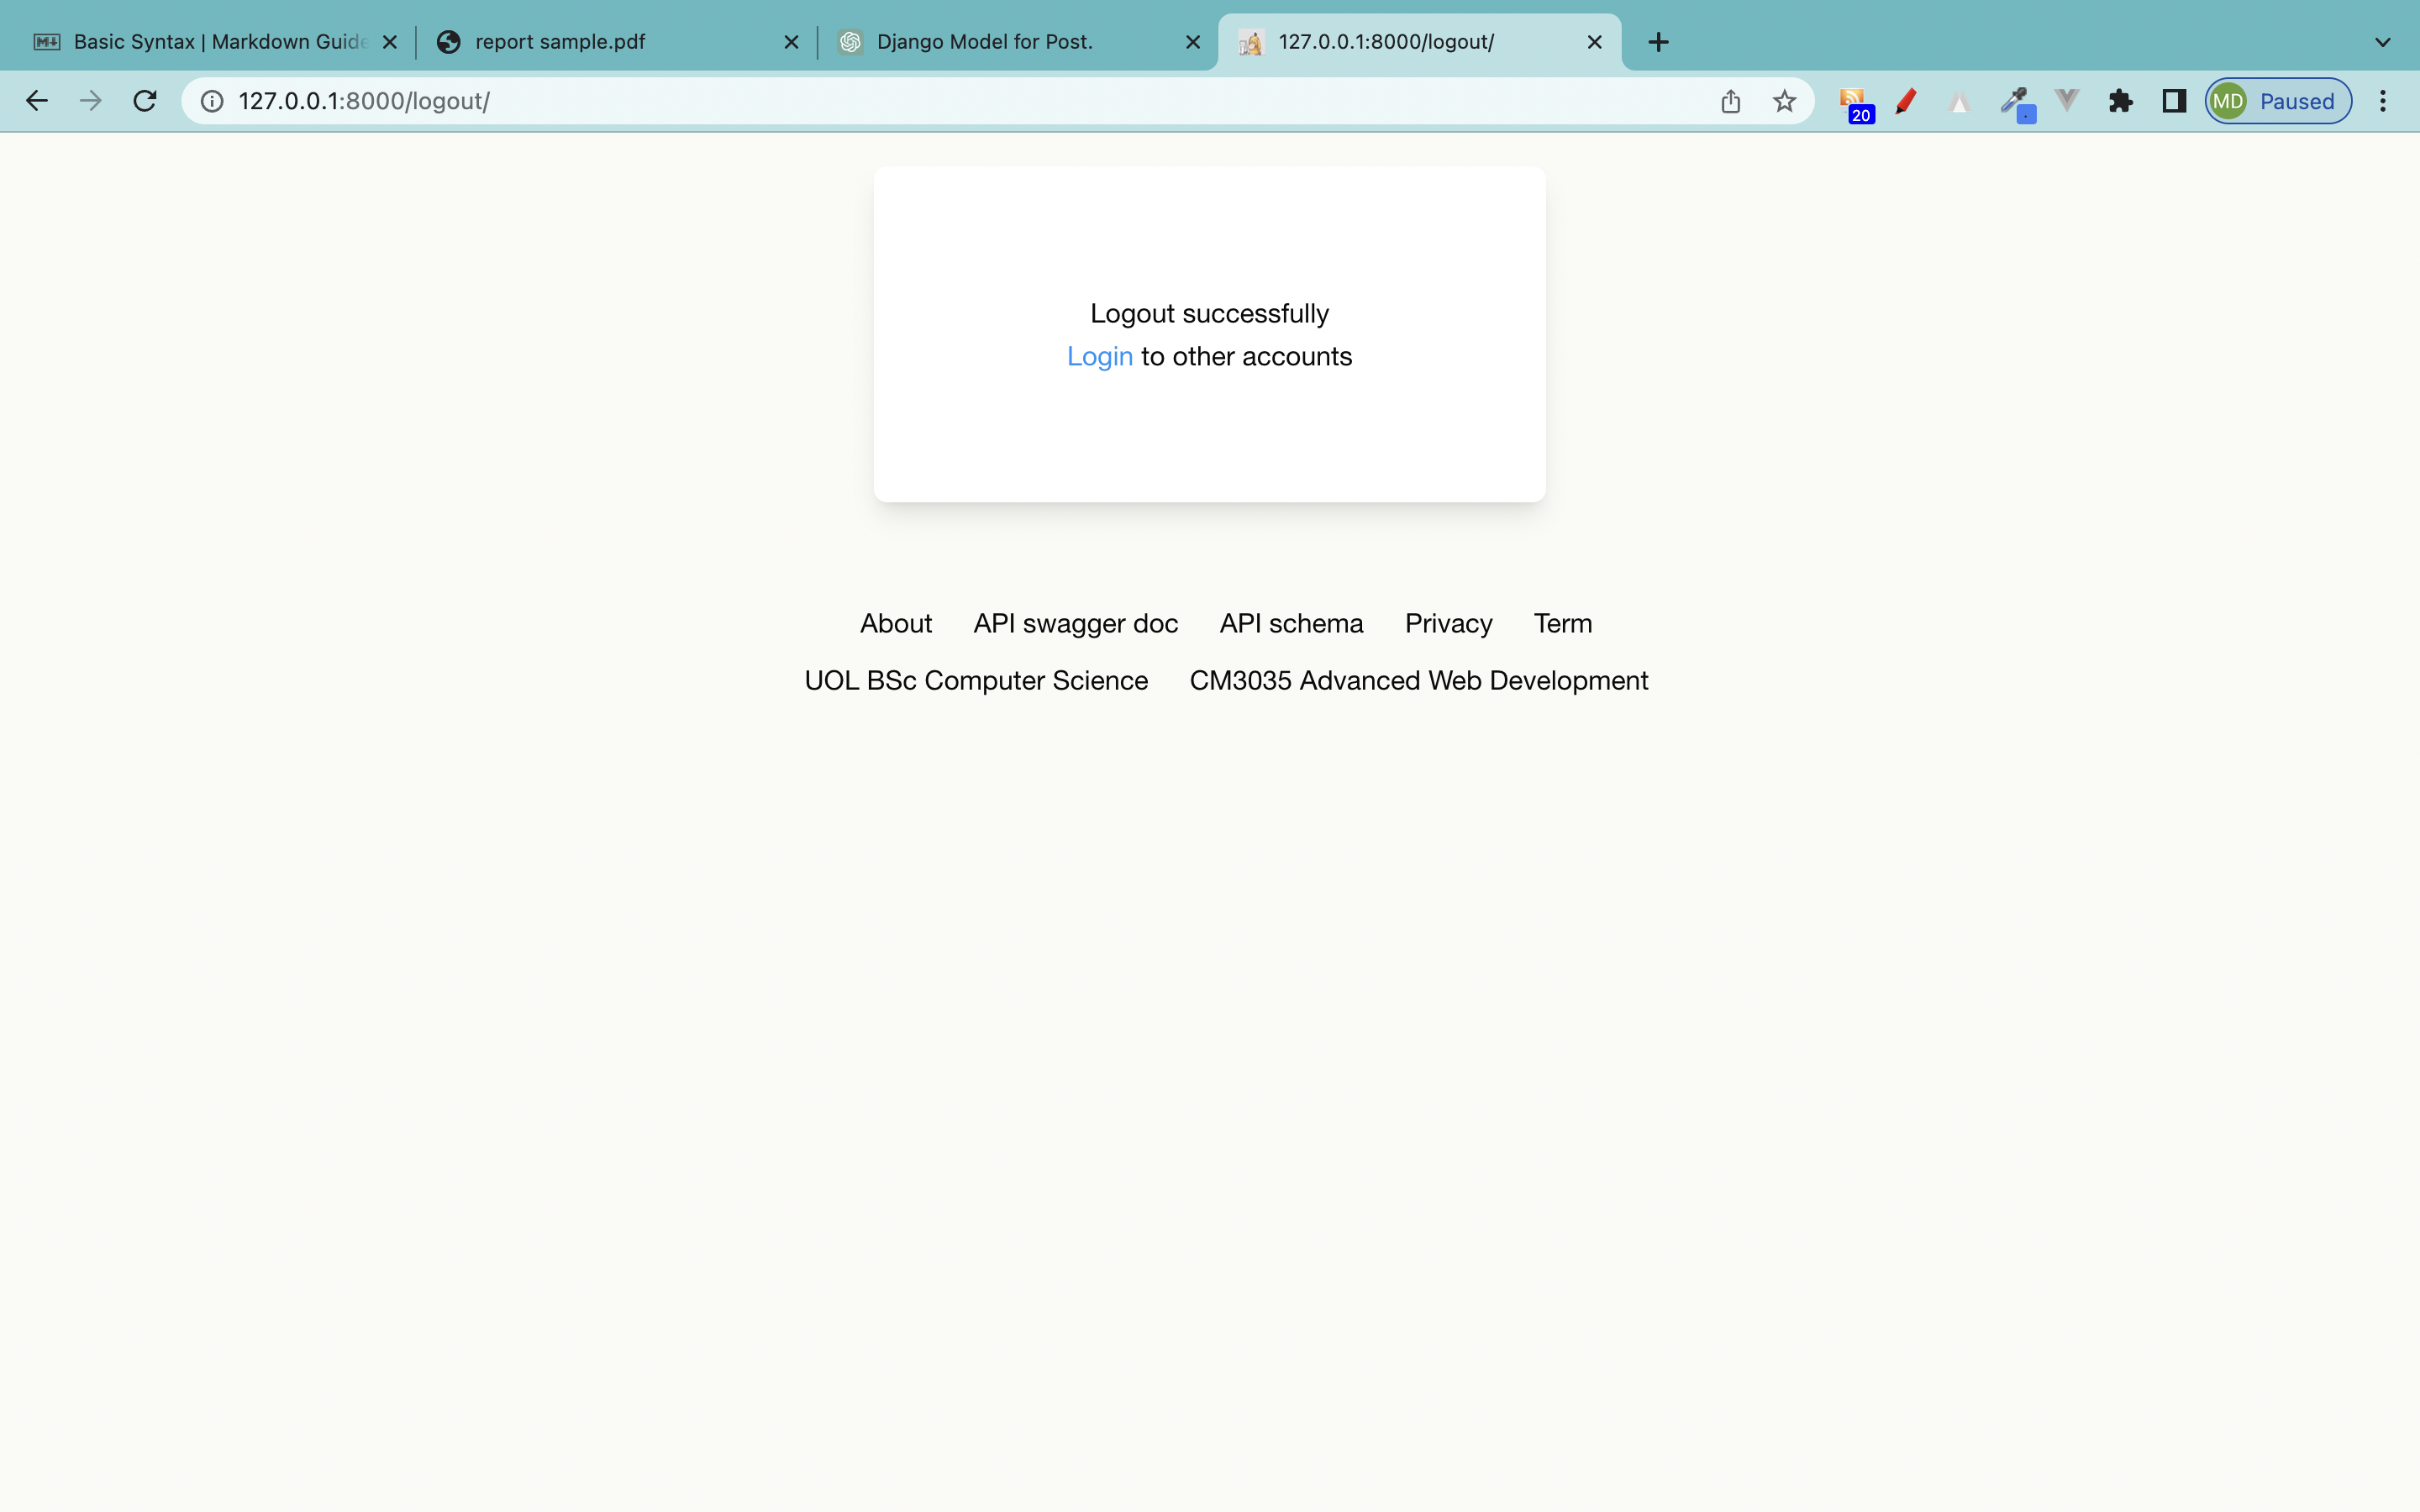 Basic Syntax | Markdown Guide
report sample.pdf
Django Model for Post.
127.0.0.1:8000/logout/
127.0.0.1:8000/logout/
20
MD Paused
Logout successfully
Login to other accounts
About API swagger doc API schema Privacy Term
UOL BSc Computer Science CM3035 Advanced Web Development